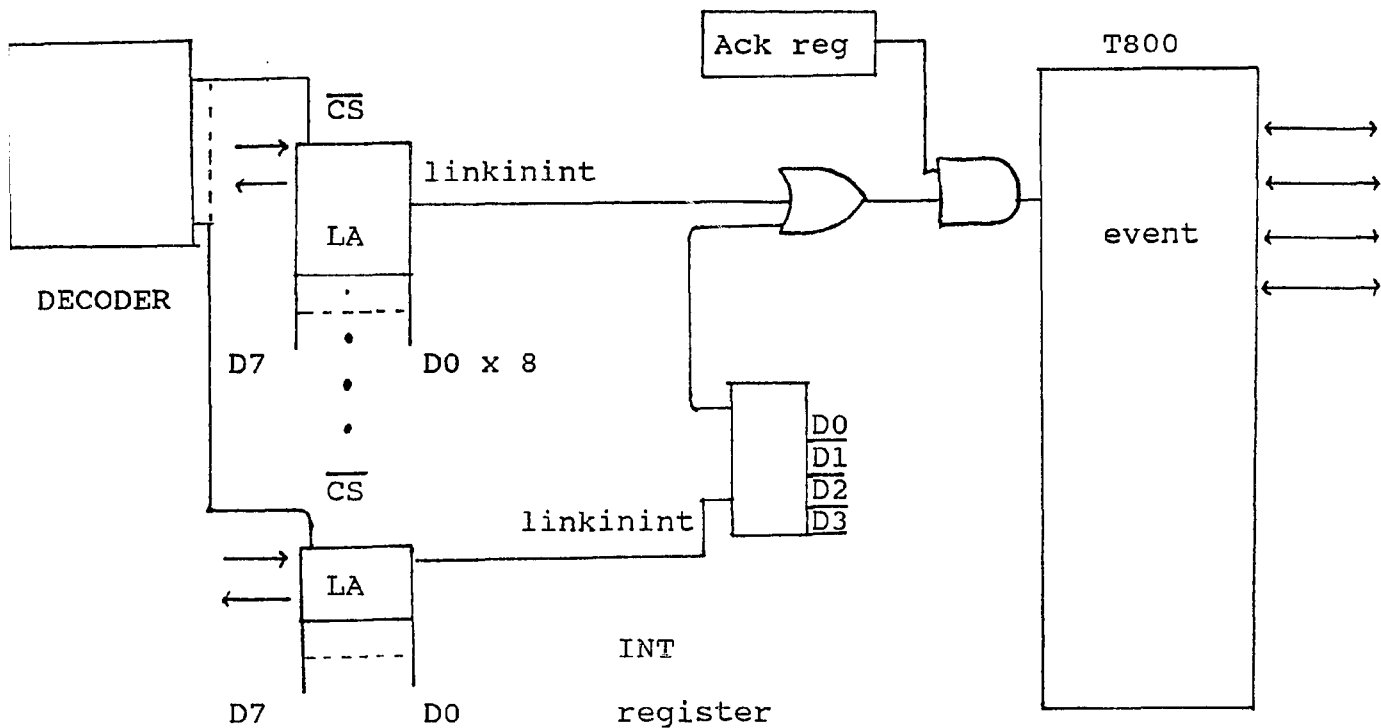 Ack reg
T800
CS
linkinint
LA
event
DECODER
D7
D0 x 8
D0
D1
D2
D3
CS
linkinint
LA
INT
D7
D0
register